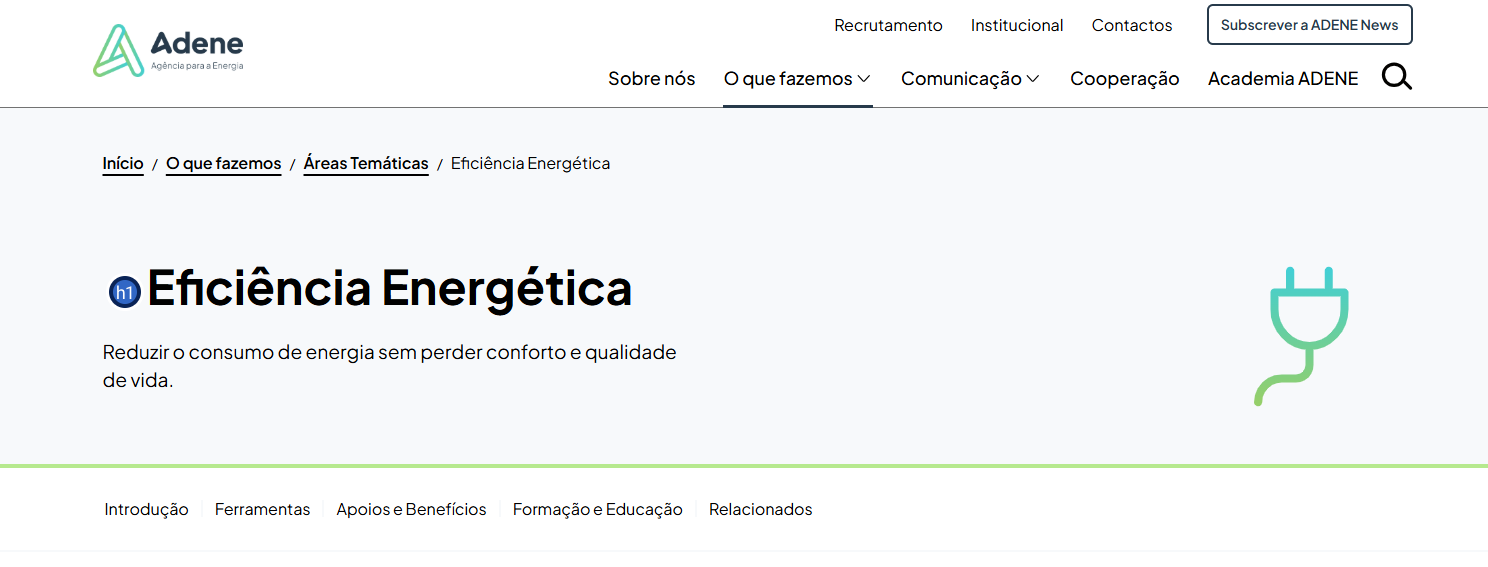 Recrutamento Institucional Contactos Subscrever a ADENE News
Adene
Agência para a Energia
Sobre nós O que fazemos Comunicação Cooperação Academia ADENE
Início / O que fazemos / Áreas Temáticas / Eficiência Energética
h1 Eficiência Energética
Reduzir o consumo de energia sem perder conforto e qualidade
de vida.
Introdução Ferramentas Apoios e Benefícios Formação e Educação Relacionados